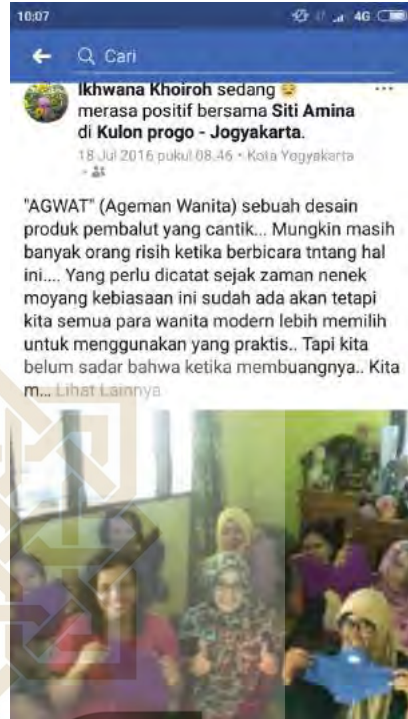 10:07
4G
Cari
Ikhwana Khoiroh sedang
merasa positif bersama Siti Amina
di Kulon progo - Jogyakarta.
18 Jul 2016 pukul 08.46 • Kota Yogyakarta
"AGWAT" (Ageman Wanita) sebuah desain
produk pembalut yang cantik... Mungkin masih
banyak orang risih ketika berbicara tntang hal
ini.... Yang perlu dicatat sejak zaman nenek
moyang kebiasaan ini sudah ada akan tetapi
kita semua para wanita modern lebih memilih
untuk menggunakan yang praktis.. Tapi kita
belum sadar bahwa ketika membuangnya.. Kita
m... Lihat Lainnya